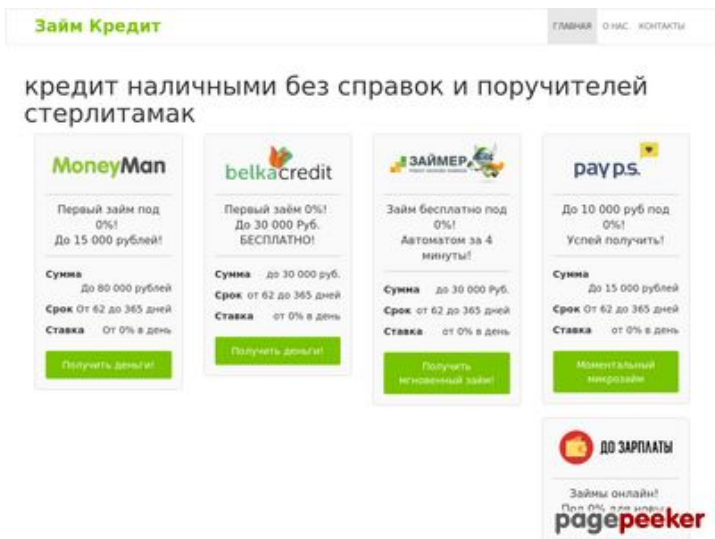 Займ Кредит
ГЛАВНАЯ О НАС КОНТАКТЫ
кредит наличными без справок и поручителей
стерлитамак
MoneyMan
Первый займ под
0%!
До 15 000 рублей!
Сумма
До 80 000 рублей
Срок От 62 до 365 дней
Ставка От 0% в день
Получить деньги!
belkacredit
Первый заём 0%!
До 30 000 Руб.
БЕСПЛАТНО!
Сумма до 30 000 руб.
Срок от 62 до 365 дней
Ставка от 0% в день
Получить деньги!
ЗАЙМЕР
Займ бесплатно под
0%!
Автоматом за 4
минуты!
Сумма до 30 000 Руб.
Срок от 62 до 365 дней
Ставка от 0% в день
Получить
мгновенный займ!
pay p.s.
До 10 000 руб под
0%!
Успей получить!
Сумма
До 15 000 рублей
Срок От 62 до 365 дней
Ставка от 0% в день
Моментальный
микрозайм
ДО ЗАРПЛАТЫ
Займы онлайн!
Под 0% для новых
pagepeeker